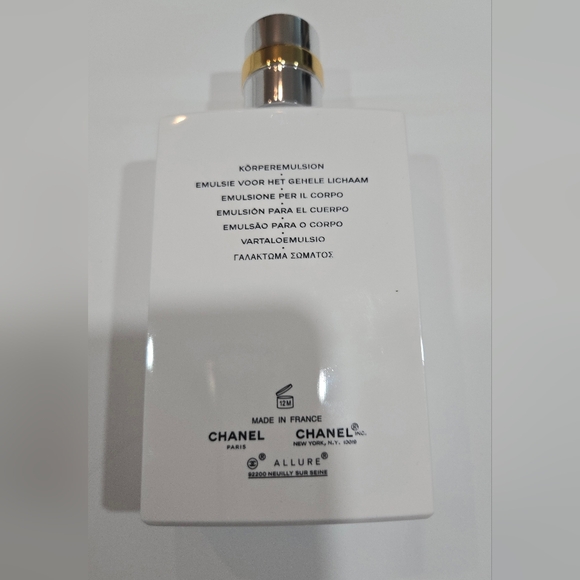 KÖRPEREMULSION
EMULSIE VOOR HET GEHELE LICHAAM
EMULSIONE PER IL CORPO
EMULSIÓN PARA EL CUERPO
EMULSÃO PARA O CORPO
VARTALOEMULSIO
ΓΑΛΑΚΤΩΜΑ ΣΩΜΑΤΟΣ
12M
MADE IN FRANCE
CHANEL CHANEL® INC.
PARIS NEW YORK, N.Y. 10019
® ALLURE®
92200 NEUILLY SUR SEINE